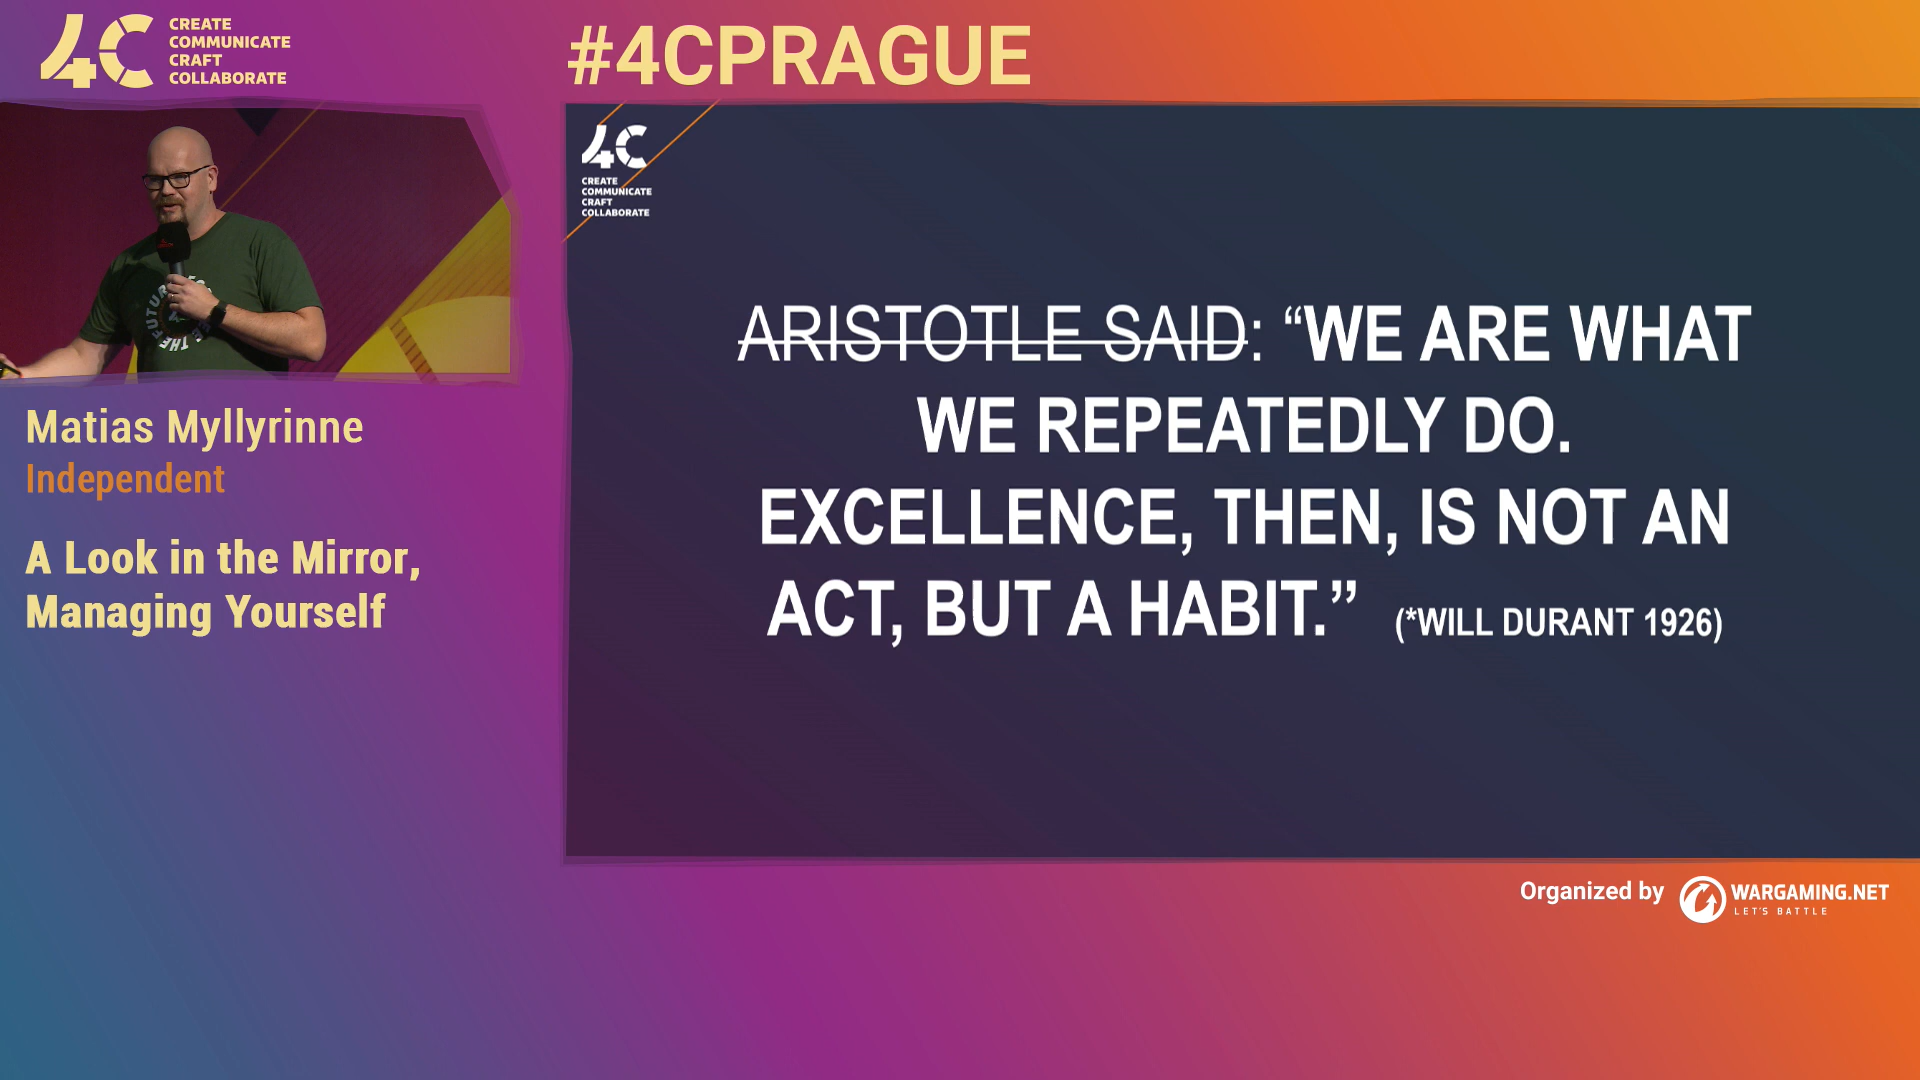 4C
CREATE
COMMUNICATE
CRAFT
COLLABORATE
#4CPRAGUE
Matias Myllyrinne
Independent
A Look in the Mirror,
Managing Yourself
4C
CREATE
COMMUNICATE
CRAFT
COLLABORATE
ARISTOTLE SAID: “WE ARE WHAT
WE REPEATEDLY DO.
EXCELLENCE, THEN, IS NOT AN
ACT, BUT A HABIT.” (*WILL DURANT 1926)
Organized by
WARGAMING.NET
LET'S BATTLE